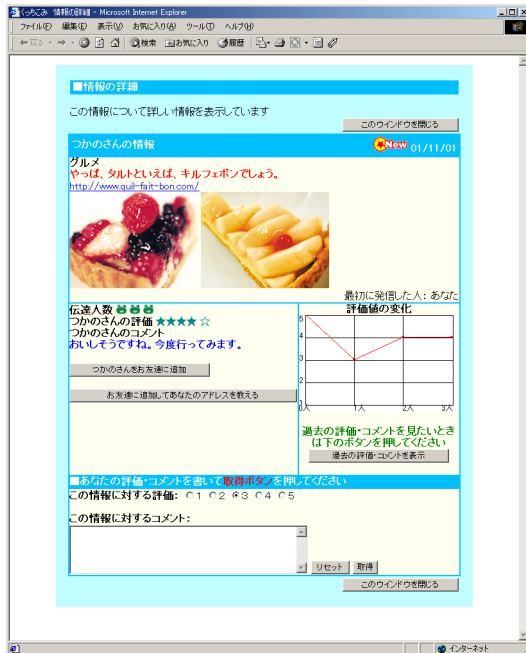 くっちこみ 情報の詳細 - Microsoft Internet Explorer
ファイル(F) 編集(E) 表示(V) お気に入り(A) ツール(T) ヘルプ(H)
戻る 検索 お気に入り 履歴
■情報の詳細
この情報について詳しい情報を表示しています
このウインドウを閉じる
つかのさんの情報 New 01/11/01
グルメ
やっぱ、タルトといえば、キルフェボンでしょう。
http://www.quil-fait-bon.com/
最初に発信した人: あなた
伝達人数
つかのさんの評価 ★★★★ ☆
つかのさんのコメント
おいしそうですね。今度行ってみます。
つかのさんをお友達に追加
お友達に追加してあなたのアドレスを教える
評価値の変化
5
4
3
2
1
0人 1人 2人 3人
過去の評価・コメントを見たいとき
は下のボタンを押してください
過去の評価・コメントを表示
■あなたの評価・コメントを書いて取得ボタンを押してください
この情報に対する評価: 1 2 3 4 5
この情報に対するコメント:
リセット 取得
このウインドウを閉じる
インターネット